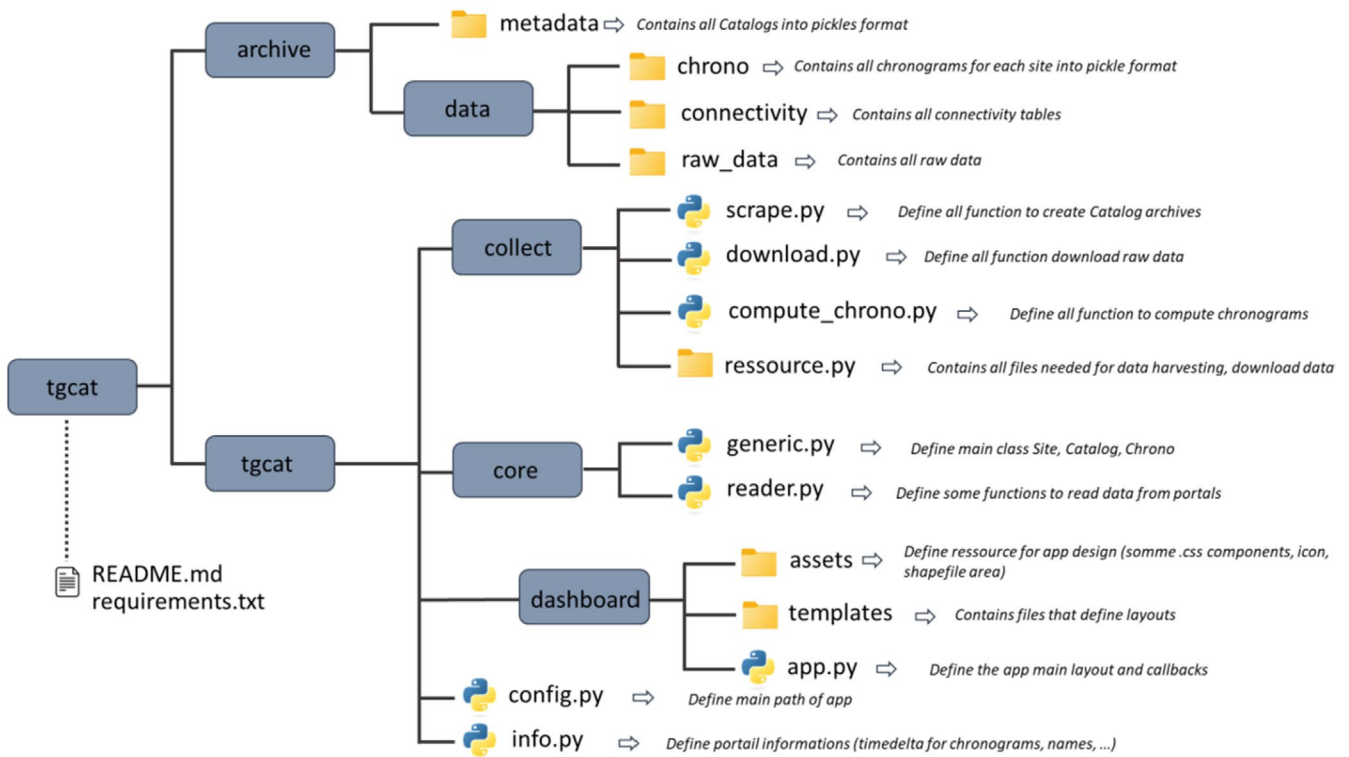 metadata Contains all Catalogs into pickles format
archive
chrono Contains all chronograms for each site into pickle format
data
connectivity Contains all connectivity tables
raw_data Contains all raw data
scrape.py Define all function to create Catalog archives
collect
download.py Define all function download raw data
compute_chrono.py Define all function to compute chronograms
ressource.py Contains all files needed for data harvesting, download data
tgcat
generic.py Define main class Site, Catalog, Chrono
tgcat
core
reader.py Define some functions to read data from portals
assets Define ressource for app design (somme .css components, icon,
shapefile area)
README.md
requirements.txt
dashboard
templates Contains files that define layouts
app.py Define the app main layout and callbacks
config.py Define main path of app
info.py Define portail informations (timedelta for chronograms, names, ...)